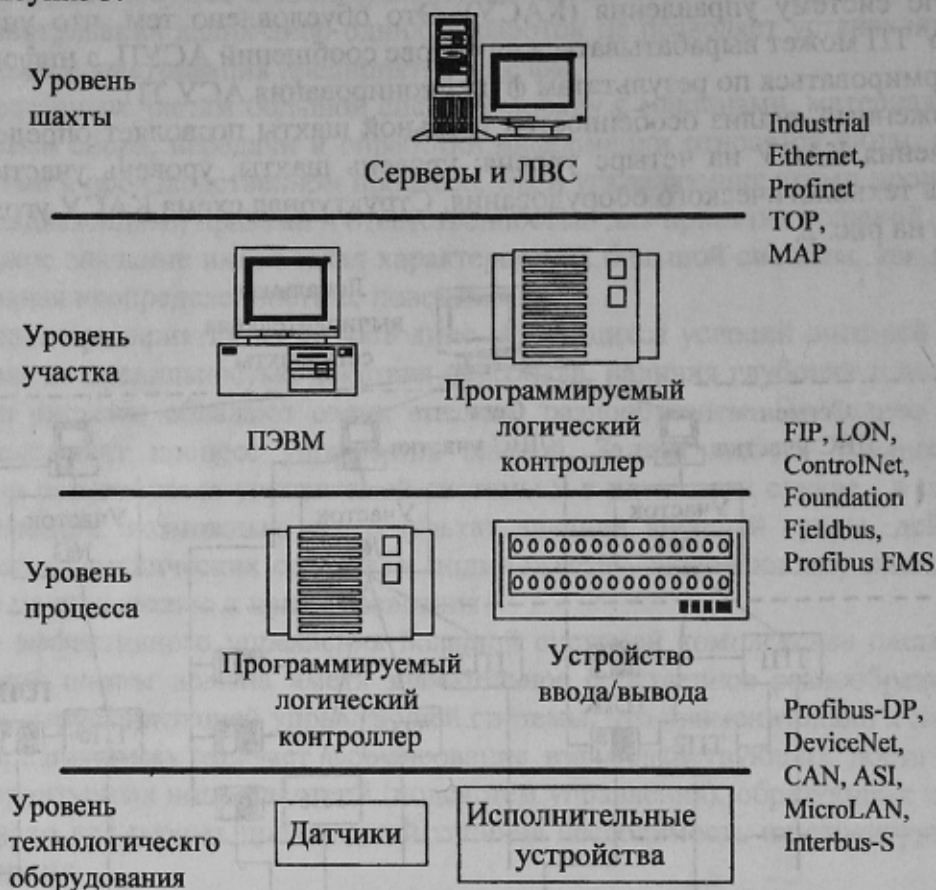 Уровень
шахты
Серверы и ЛВС
Industrial
Ethernet,
Profinet
TOP,
MAP
Уровень
участка
ПЭВМ
Программируемый
логический
контроллер
FIP, LON,
ControlNet,
Foundation
Fieldbus,
Profibus FMS
Уровень
процесса
Программируемый
логический
контроллер
Устройство
ввода/вывода
Profibus-DP,
DeviceNet,
CAN, ASI,
MicroLAN,
Interbus-S
Уровень
технологическго
оборудования
Датчики
Исполнительные
устройства